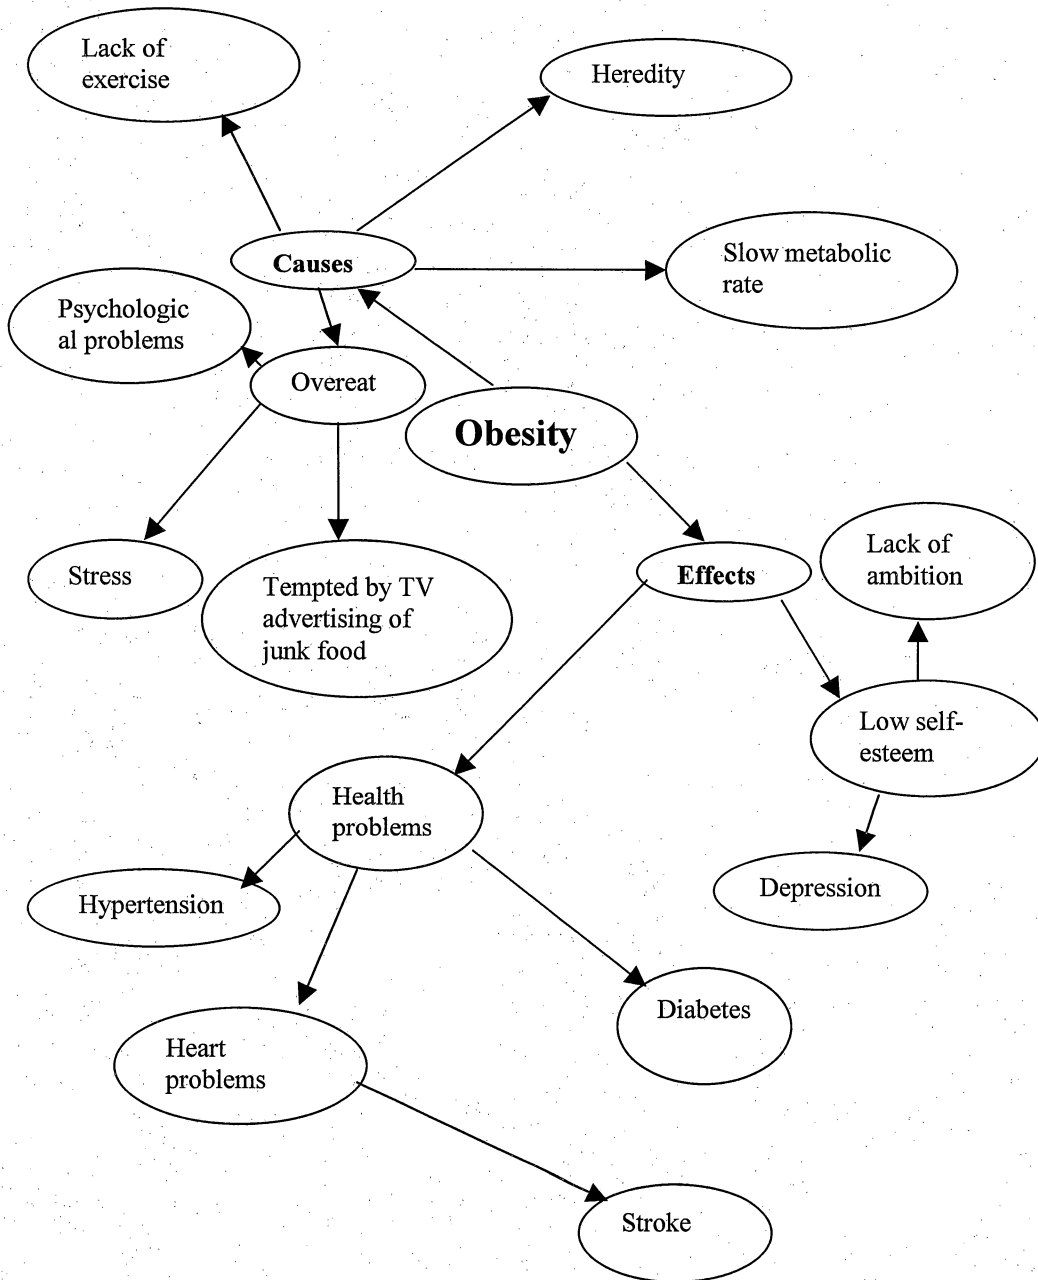 Lack of
exercise
Heredity
Causes
Slow metabolic
rate
Psychologic
al problems
Overeat
Obesity
Stress
Tempted by TV
advertising of
junk food
Effects
Lack of
ambition
Low self-
esteem
Health
problems
Depression
Hypertension
Diabetes
Heart
problems
Stroke